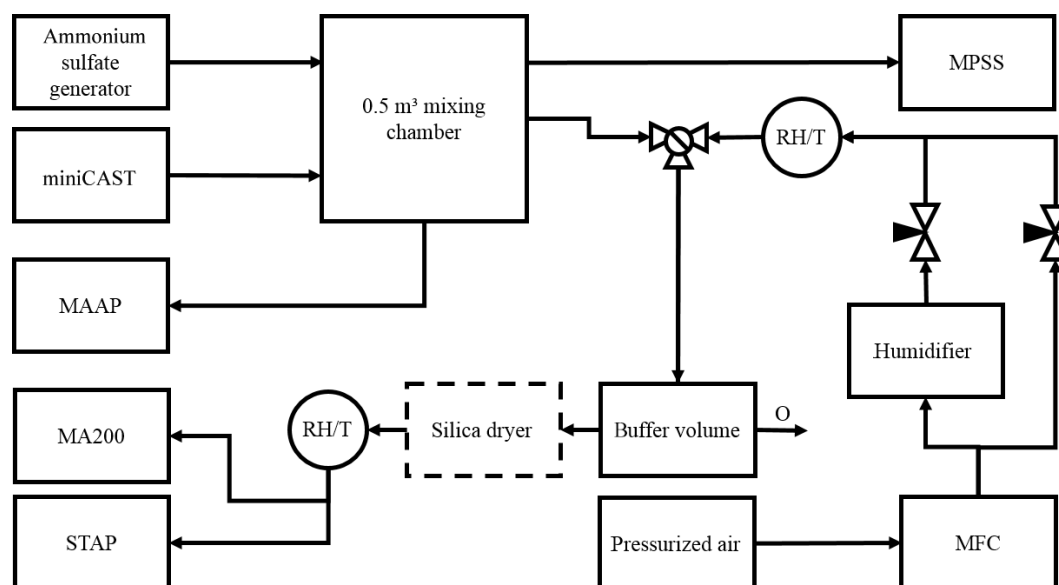 Ammonium
sulfate
generator
0.5 m³ mixing
chamber
MPSS
miniCAST
RH/T
MAAP
Humidifier
MA200
RH/T
Silica dryer
Buffer volume
O
STAP
Pressurized air
MFC